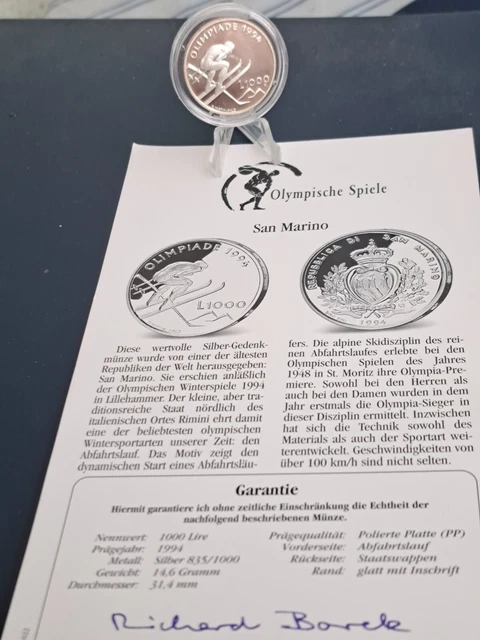 OLIMPIADE 1994
L.1000
Olympische Spiele
San Marino
OLIMPIADE 1994
L1000
REPUBBLICA DI SAN MARINO
1994
Diese wertvolle Silber-Gedenk-
münze wurde von einer der ältesten
Republiken der Welt herausgegeben:
San Marino. Sie erschien anläßlich
der Olympischen Winterspiele 1994
in Lillehammer. Der kleine, aber tra-
ditionsreiche Staat nördlich des
italienischen Ortes Rimini ehrt damit
eine der beliebtesten olympischen
Wintersportarten unserer Zeit: den
Abfahrtslauf. Das Motiv zeigt den
dynamischen Start eines Abfahrtsläu-
fers. Die alpine Skidisziplin des rei-
nen Abfahrtslaufes erlebte bei den
Olympischen Spielen des Jahres
1948 in St. Moritz ihre Olympia-Pre-
miere. Sowohl bei den Herren als
auch bei den Damen wurden in dem
Jahr erstmals die Olympia-Sieger in
dieser Disziplin ermittelt. Inzwischen
hat sich die Technik sowohl des
Materials als auch der Sportart wei-
terentwickelt. Geschwindigkeiten von
über 100 km/h sind nicht selten.
Garantie
Hiermit garantiere ich ohne zeitliche Einschränkung die Echtheit der
nachfolgend beschriebenen Münze.
Nennwert: 1000 Lire
Prägejahr: 1994
Metall: Silber 835/1000
Gewicht: 14,6 Gramm
Durchmesser: 31,4 mm
Prägequalität: Polierte Platte (PP)
Vorderseite: Abfahrtslauf
Rückseite: Staatswappen
Rand: glatt mit Inschrift
Richard Borek